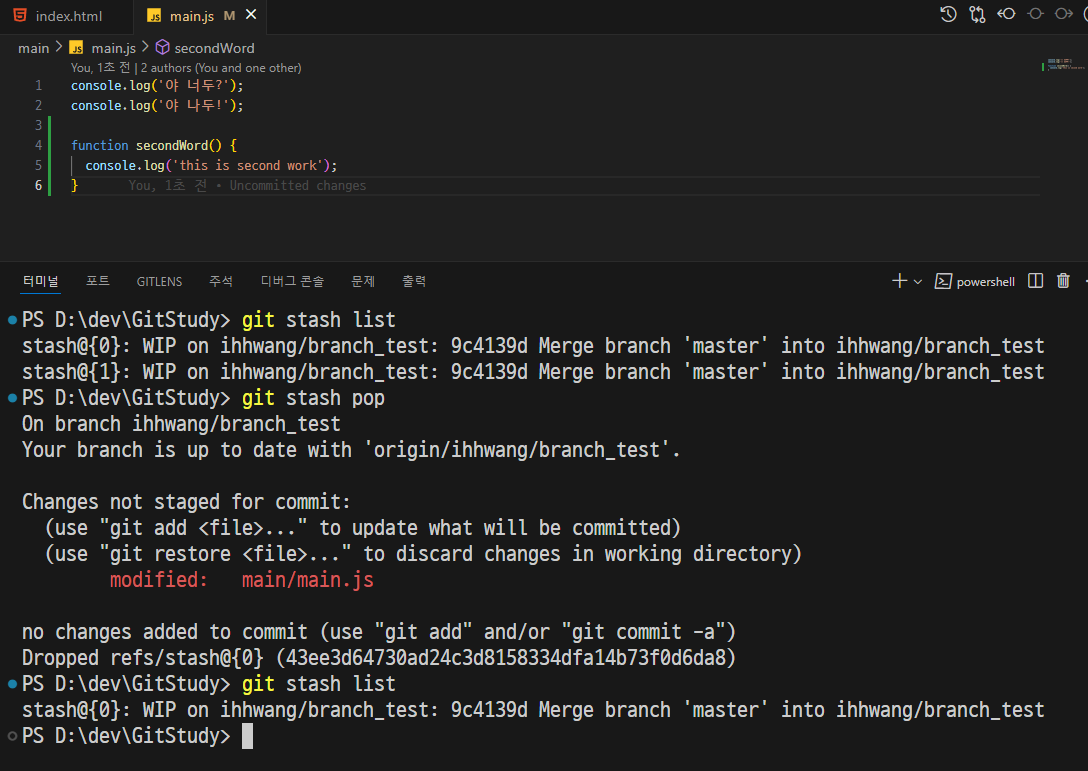 index.html
JS main.js M
main > JS main.js > secondWord
You, 1초 전 | 2 authors (You and one other)
1 console.log('야 너두?');
2 console.log('야 나두!');
3
4 function secondWord() {
5 console.log('this is second work');
6 } You, 1초 전 • Uncommitted changes
터미널 포트 GITLENS 주석 디버그 콘솔 문제 출력 powershell
PS D:\dev\GitStudy> git stash list
stash@{0}: WIP on ihhwang/branch_test: 9c4139d Merge branch 'master' into ihhwang/branch_test
stash@{1}: WIP on ihhwang/branch_test: 9c4139d Merge branch 'master' into ihhwang/branch_test
PS D:\dev\GitStudy> git stash pop
On branch ihhwang/branch_test
Your branch is up to date with 'origin/ihhwang/branch_test'.
Changes not staged for commit:
(use "git add <file>..." to update what will be committed)
(use "git restore <file>..." to discard changes in working directory)
modified: main/main.js
no changes added to commit (use "git add" and/or "git commit -a")
Dropped refs/stash@{0} (43ee3d64730ad24c3d8158334dfa14b73f0d6da8)
PS D:\dev\GitStudy> git stash list
stash@{0}: WIP on ihhwang/branch_test: 9c4139d Merge branch 'master' into ihhwang/branch_test
PS D:\dev\GitStudy>